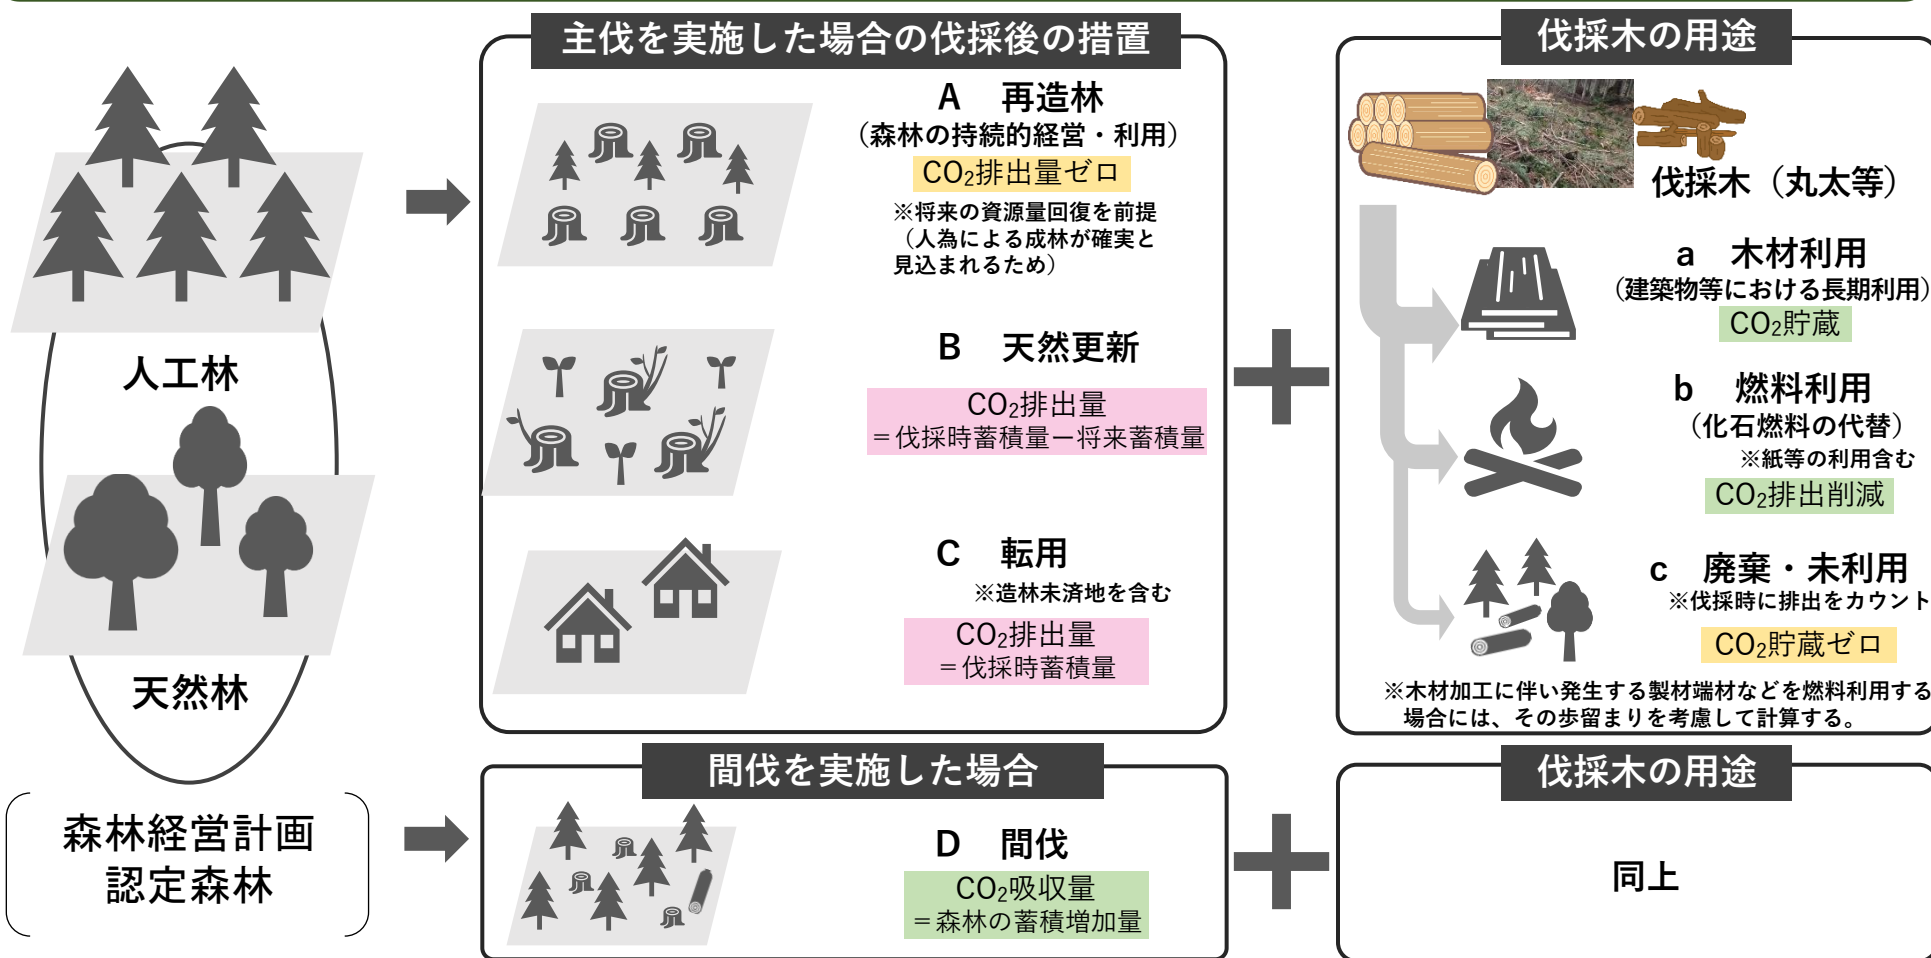 人工林
天然林
森林経営計画
認定森林
主伐を実施した場合の伐採後の措置
A　再造林
（森林の持続的経営・利用）
CO₂排出量ゼロ
※将来の資源量回復を前提
（人為による成林が確実と
見込まれるため）
B　天然更新
CO₂排出量
＝伐採時蓄積量ー将来蓄積量
C　転用
※造林未済地を含む
CO₂排出量
＝伐採時蓄積量
伐採木の用途
伐採木（丸太等）
a　木材利用
（建築物等における長期利用）
CO₂貯蔵
b　燃料利用
（化石燃料の代替）
※紙等の利用含む
CO₂排出削減
c　廃棄・未利用
※伐採時に排出をカウント
CO₂貯蔵ゼロ
※木材加工に伴い発生する製材端材などを燃料利用する
場合には、その歩留まりを考慮して計算する。
間伐を実施した場合
D　間伐
CO₂吸収量
＝森林の蓄積増加量
伐採木の用途
同上